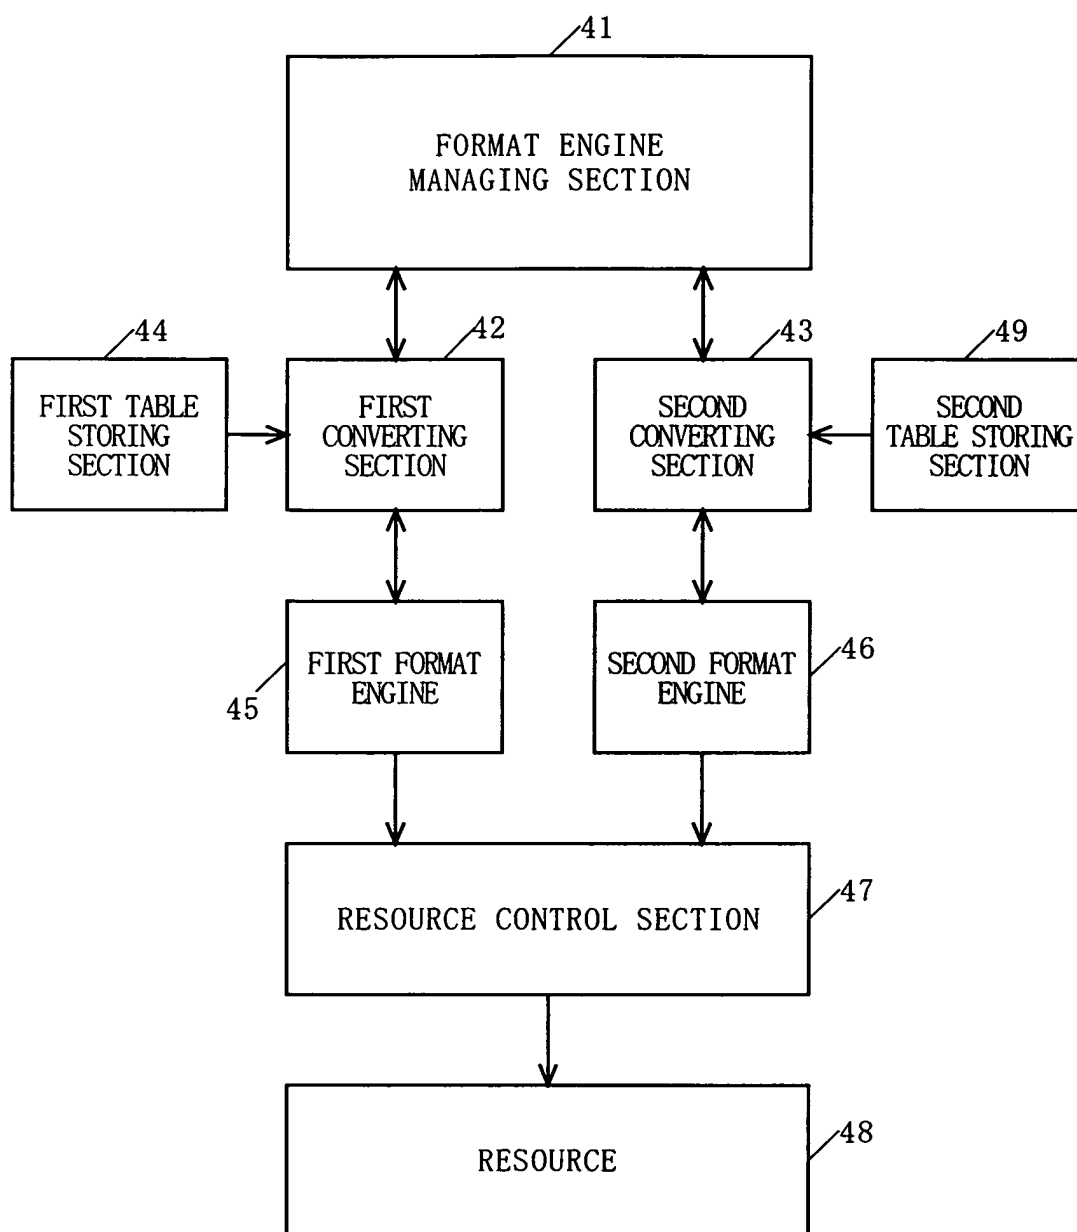 41
FORMAT ENGINE
MANAGING SECTION
44
42
43
49
FIRST TABLE
STORING
SECTION
FIRST
CONVERTING
SECTION
SECOND
CONVERTING
SECTION
SECOND
TABLE STORING
SECTION
FIRST FORMAT
ENGINE
45
SECOND FORMAT
ENGINE
46
RESOURCE CONTROL SECTION
47
RESOURCE
48